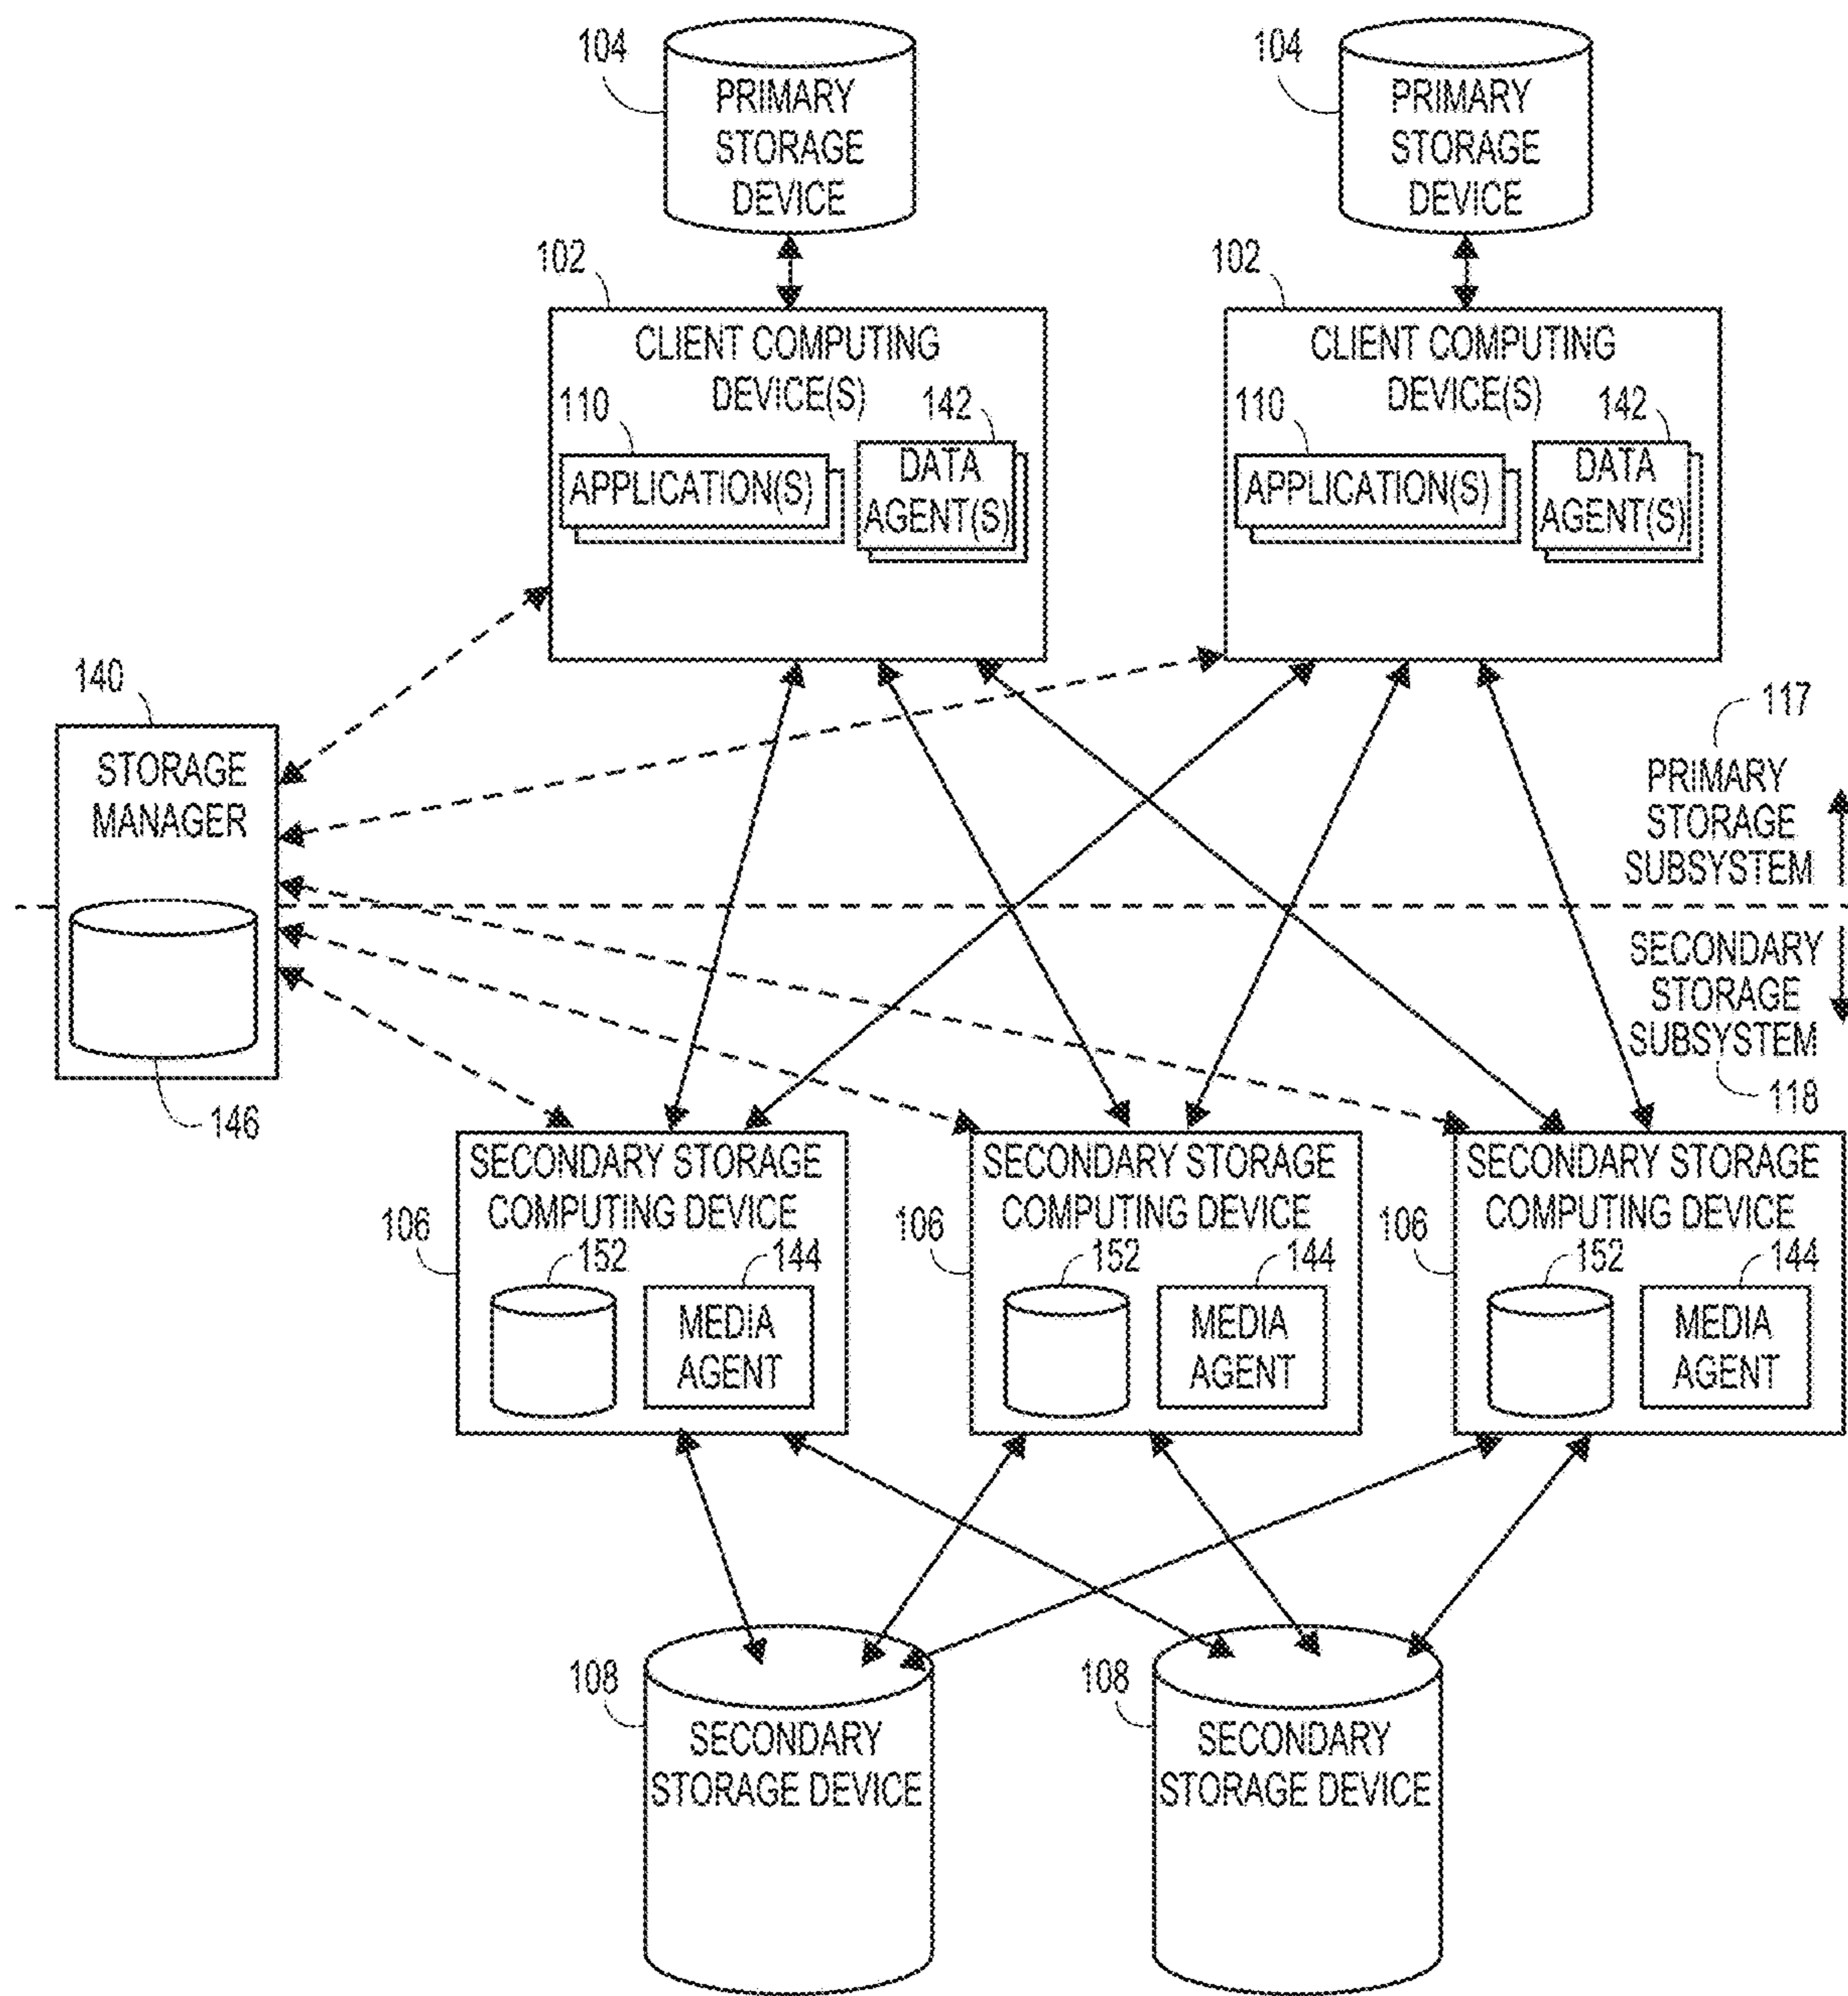 104
PRIMARY
STORAGE
DEVICE
104
PRIMARY
STORAGE
DEVICE
102
CLIENT COMPUTING
DEVICE(S)
110
142
APPLICATION(S)
DATA
AGENT(S)
102
CLIENT COMPUTING
DEVICE(S)
110
142
APPLICATION(S)
DATA
AGENT(S)
140
STORAGE
MANAGER
146
117
PRIMARY
STORAGE
SUBSYSTEM
SECONDARY
STORAGE
SUBSYSTEM
118
SECONDARY STORAGE
COMPUTING DEVICE
106
152
144
MEDIA
AGENT
SECONDARY STORAGE
COMPUTING DEVICE
106
152
144
MEDIA
AGENT
SECONDARY STORAGE
COMPUTING DEVICE
106
152
144
MEDIA
AGENT
108
SECONDARY
STORAGE DEVICE
108
SECONDARY
STORAGE DEVICE